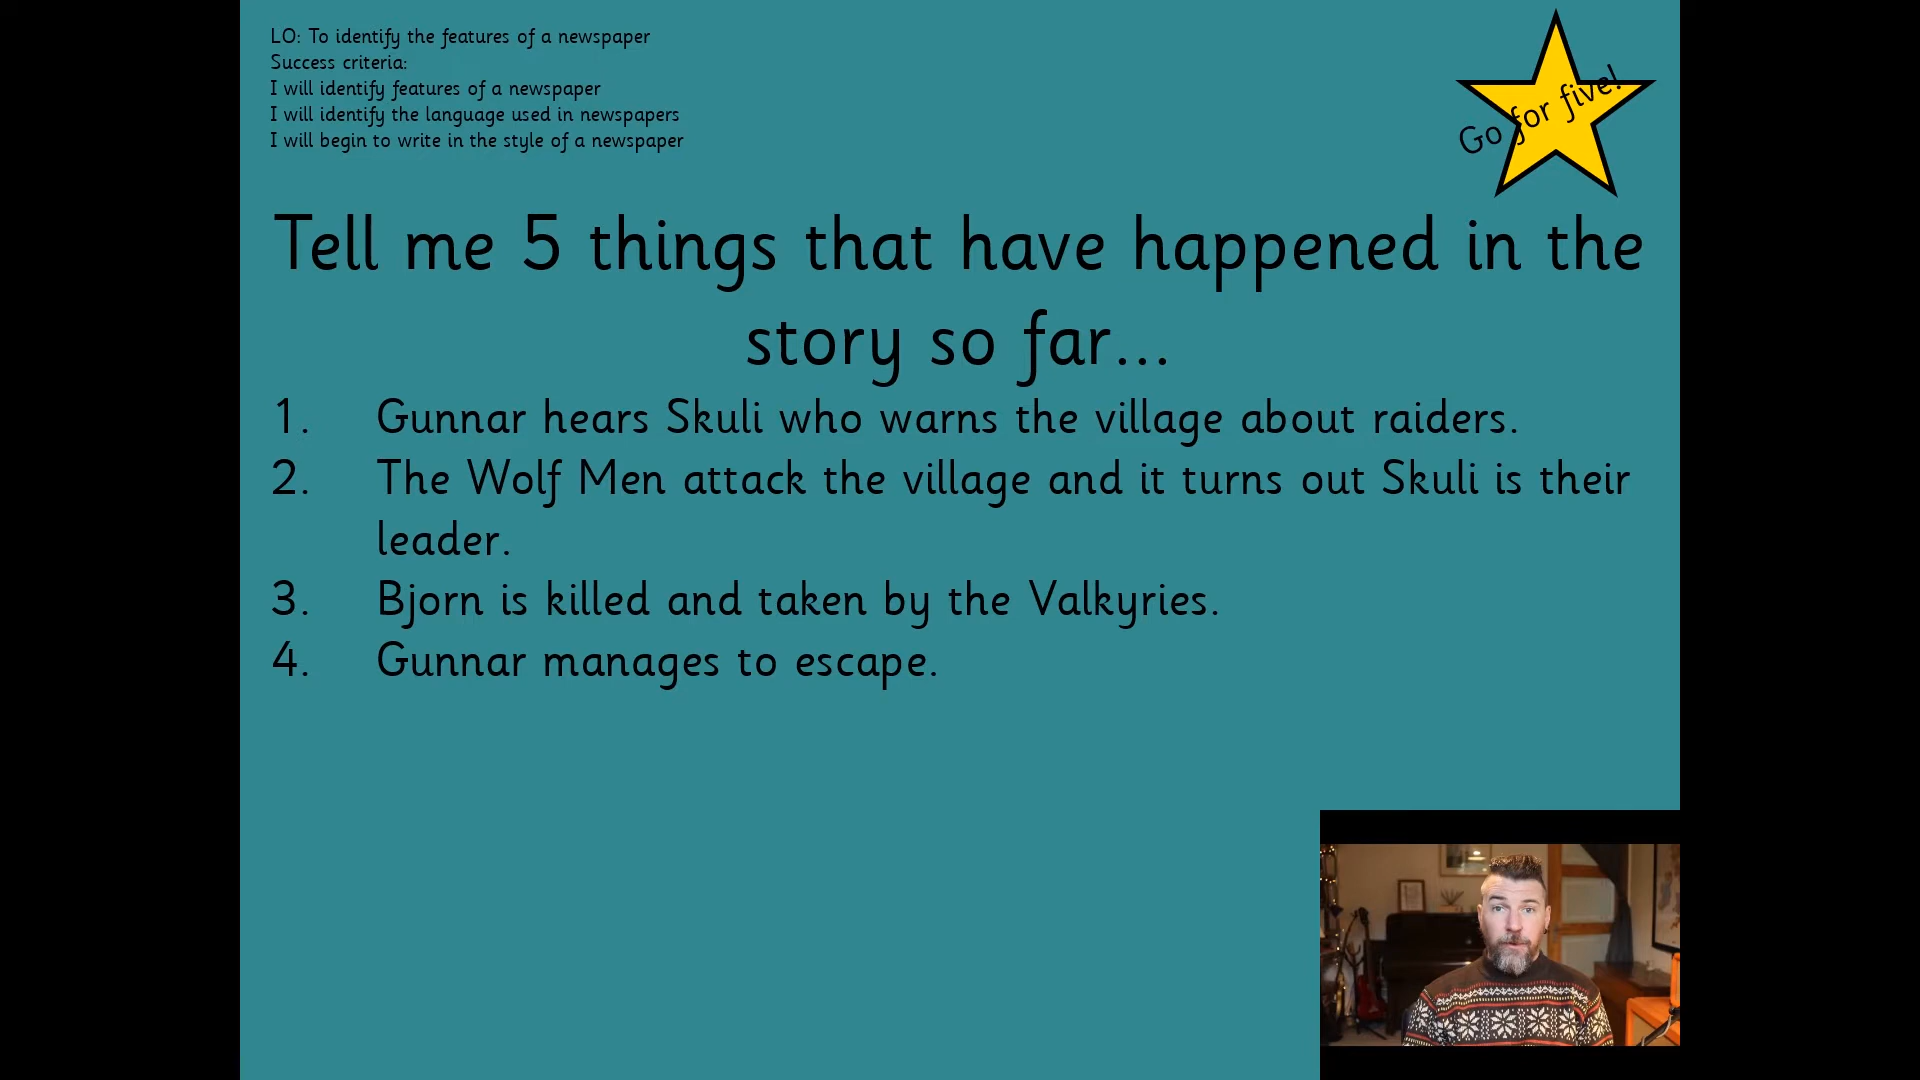 LO: To identify the features of a newspaper
Success criteria:
I will identify features of a newspaper
I will identify the language used in newspapers
I will begin to write in the style of a newspaper
Go for five!
Tell me 5 things that have happened in the
story so far...
1. Gunnar hears Skuli who warns the village about raiders.
2. The Wolf Men attack the village and it turns out Skuli is their
leader.
3. Bjorn is killed and taken by the Valkyries.
4. Gunnar manages to escape.